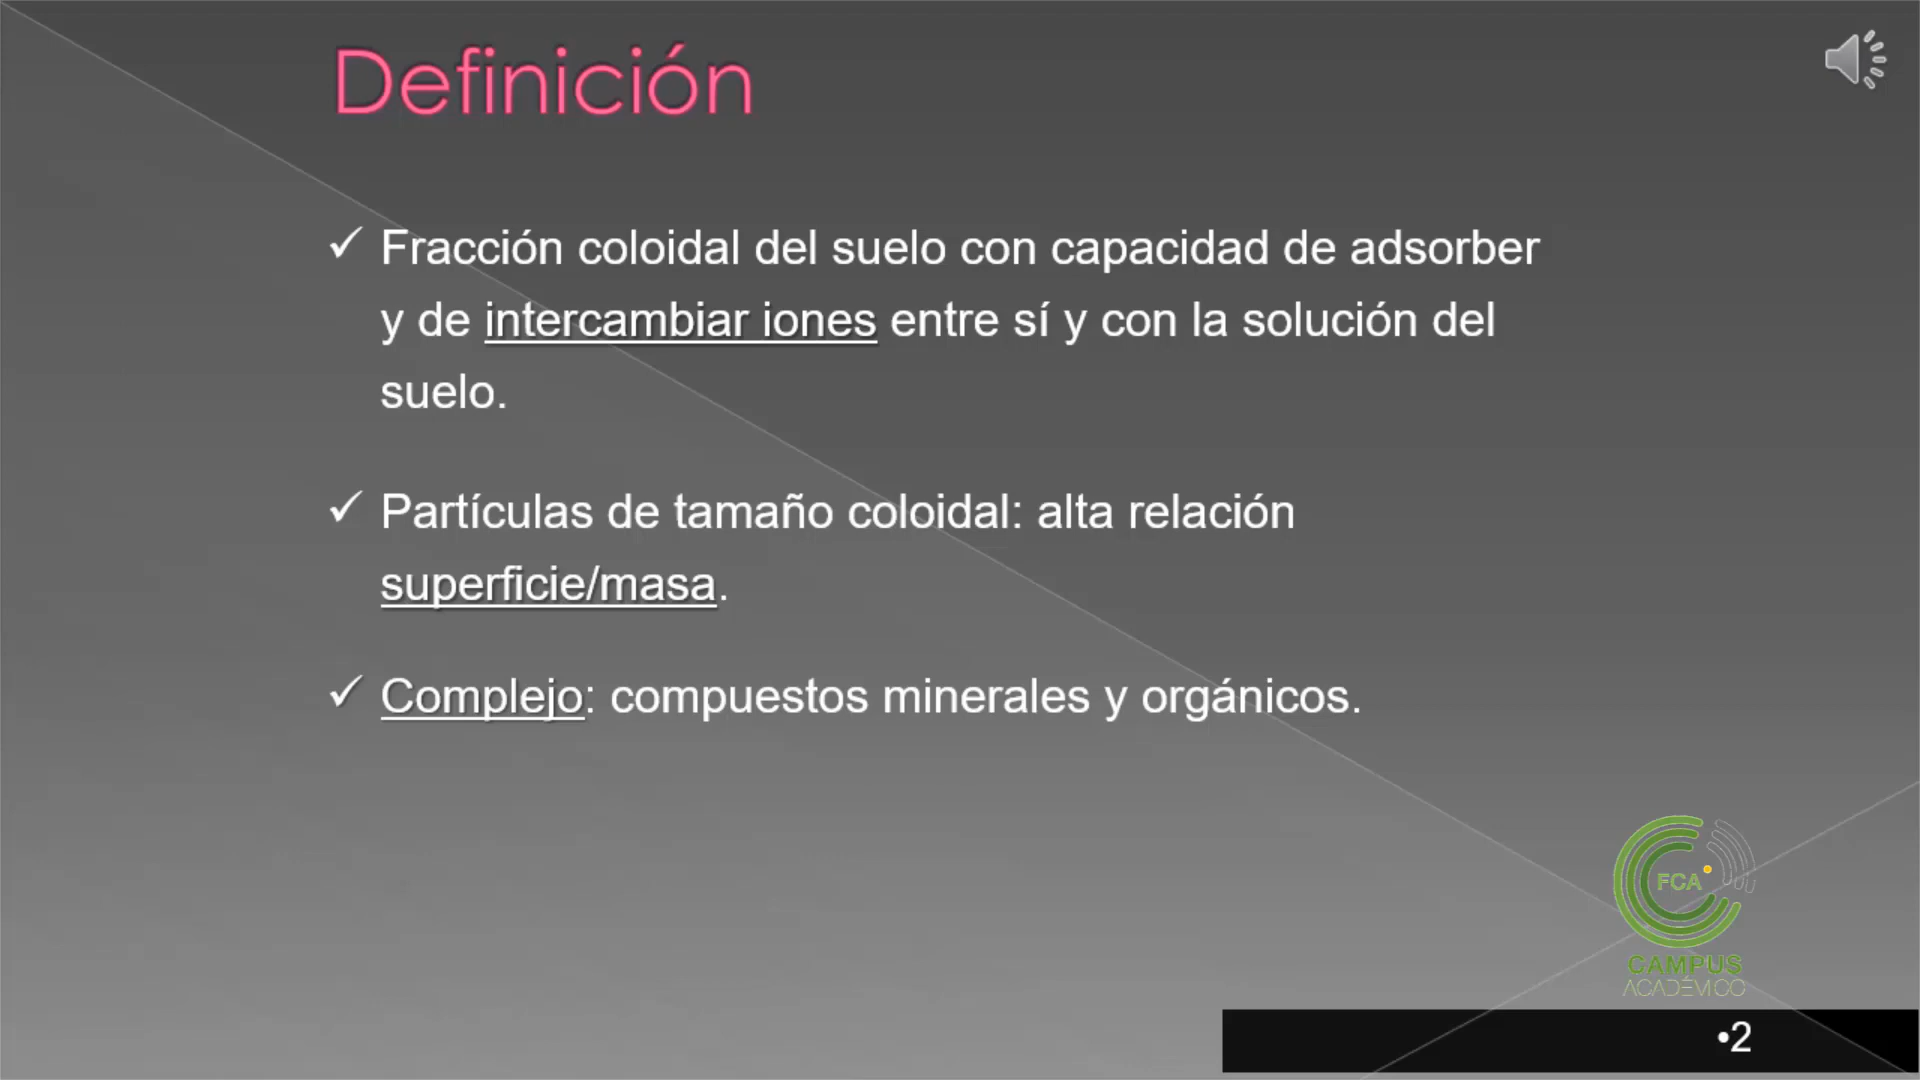 Definición
✓ Fracción coloidal del suelo con capacidad de adsorber
y de intercambiar iones entre sí y con la solución del
suelo.
✓ Partículas de tamaño coloidal: alta relación
superficie/masa.
✓ Complejo: compuestos minerales y orgánicos.
FCA
CAMPUS
ACADÉMICO
•2